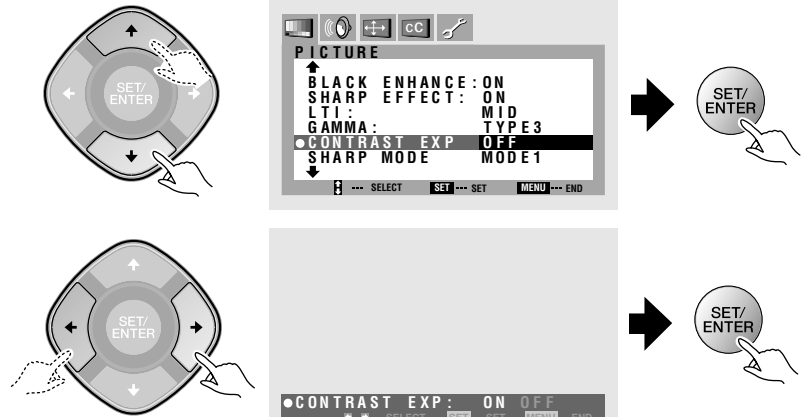 SET/
ENTER
CC
PICTURE
BLACK ENHANCE: ON
SHARP EFFECT: ON
LTI: MID
GAMMA: TYPE3
●CONTRAST EXP OFF
SHARP MODE MODE1
--- SELECT SET --- SET MENU --- END
SET/
ENTER
SET/
ENTER
●CONTRAST EXP: ON OFF
SELECT SET SET MENU END
SET/
ENTER